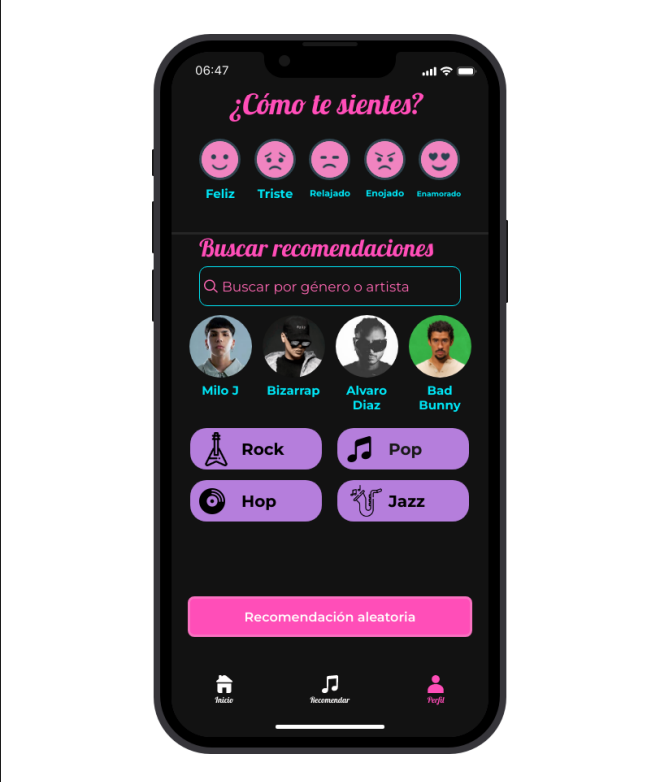 06:47
¿Cómo te sientes?
Feliz Triste Relajado Enojado Enamorado
Buscar recomendaciones
Buscar por género o artista
Milo J Bizarrap Alvaro Diaz Bad Bunny
Rock Pop
Hop Jazz
Recomendación aleatoria
Inicio Recomendar Perfil